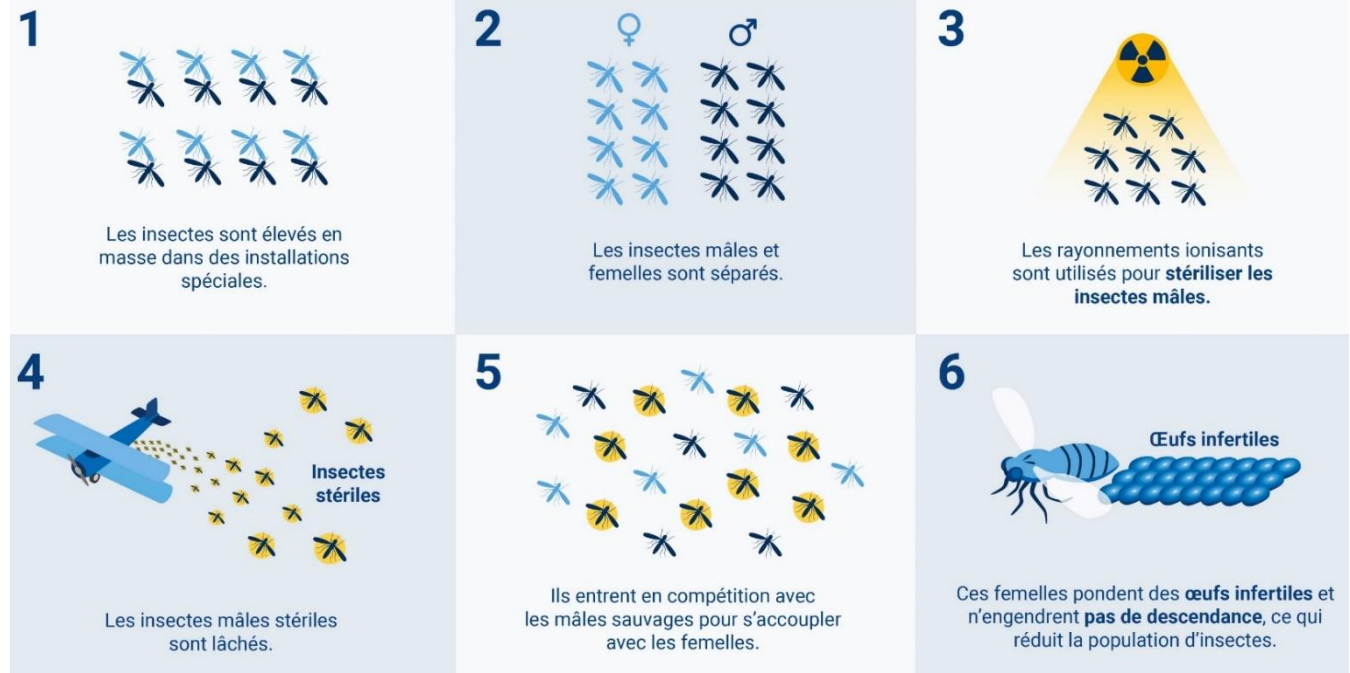 1
Les insectes sont élevés en
masse dans des installations
spéciales.
2
♀ ♂
Les insectes mâles et
femelles sont séparés.
3
Les rayonnements ionisants
sont utilisés pour stériliser les
insectes mâles.
4
Insectes
stériles
Les insectes mâles stériles
sont lâchés.
5
Ils entrent en compétition avec
les mâles sauvages pour s’accoupler
avec les femelles.
6
Œufs infertiles
Ces femelles pondent des œufs infertiles et
n’engendrent pas de descendance, ce qui
réduit la population d’insectes.